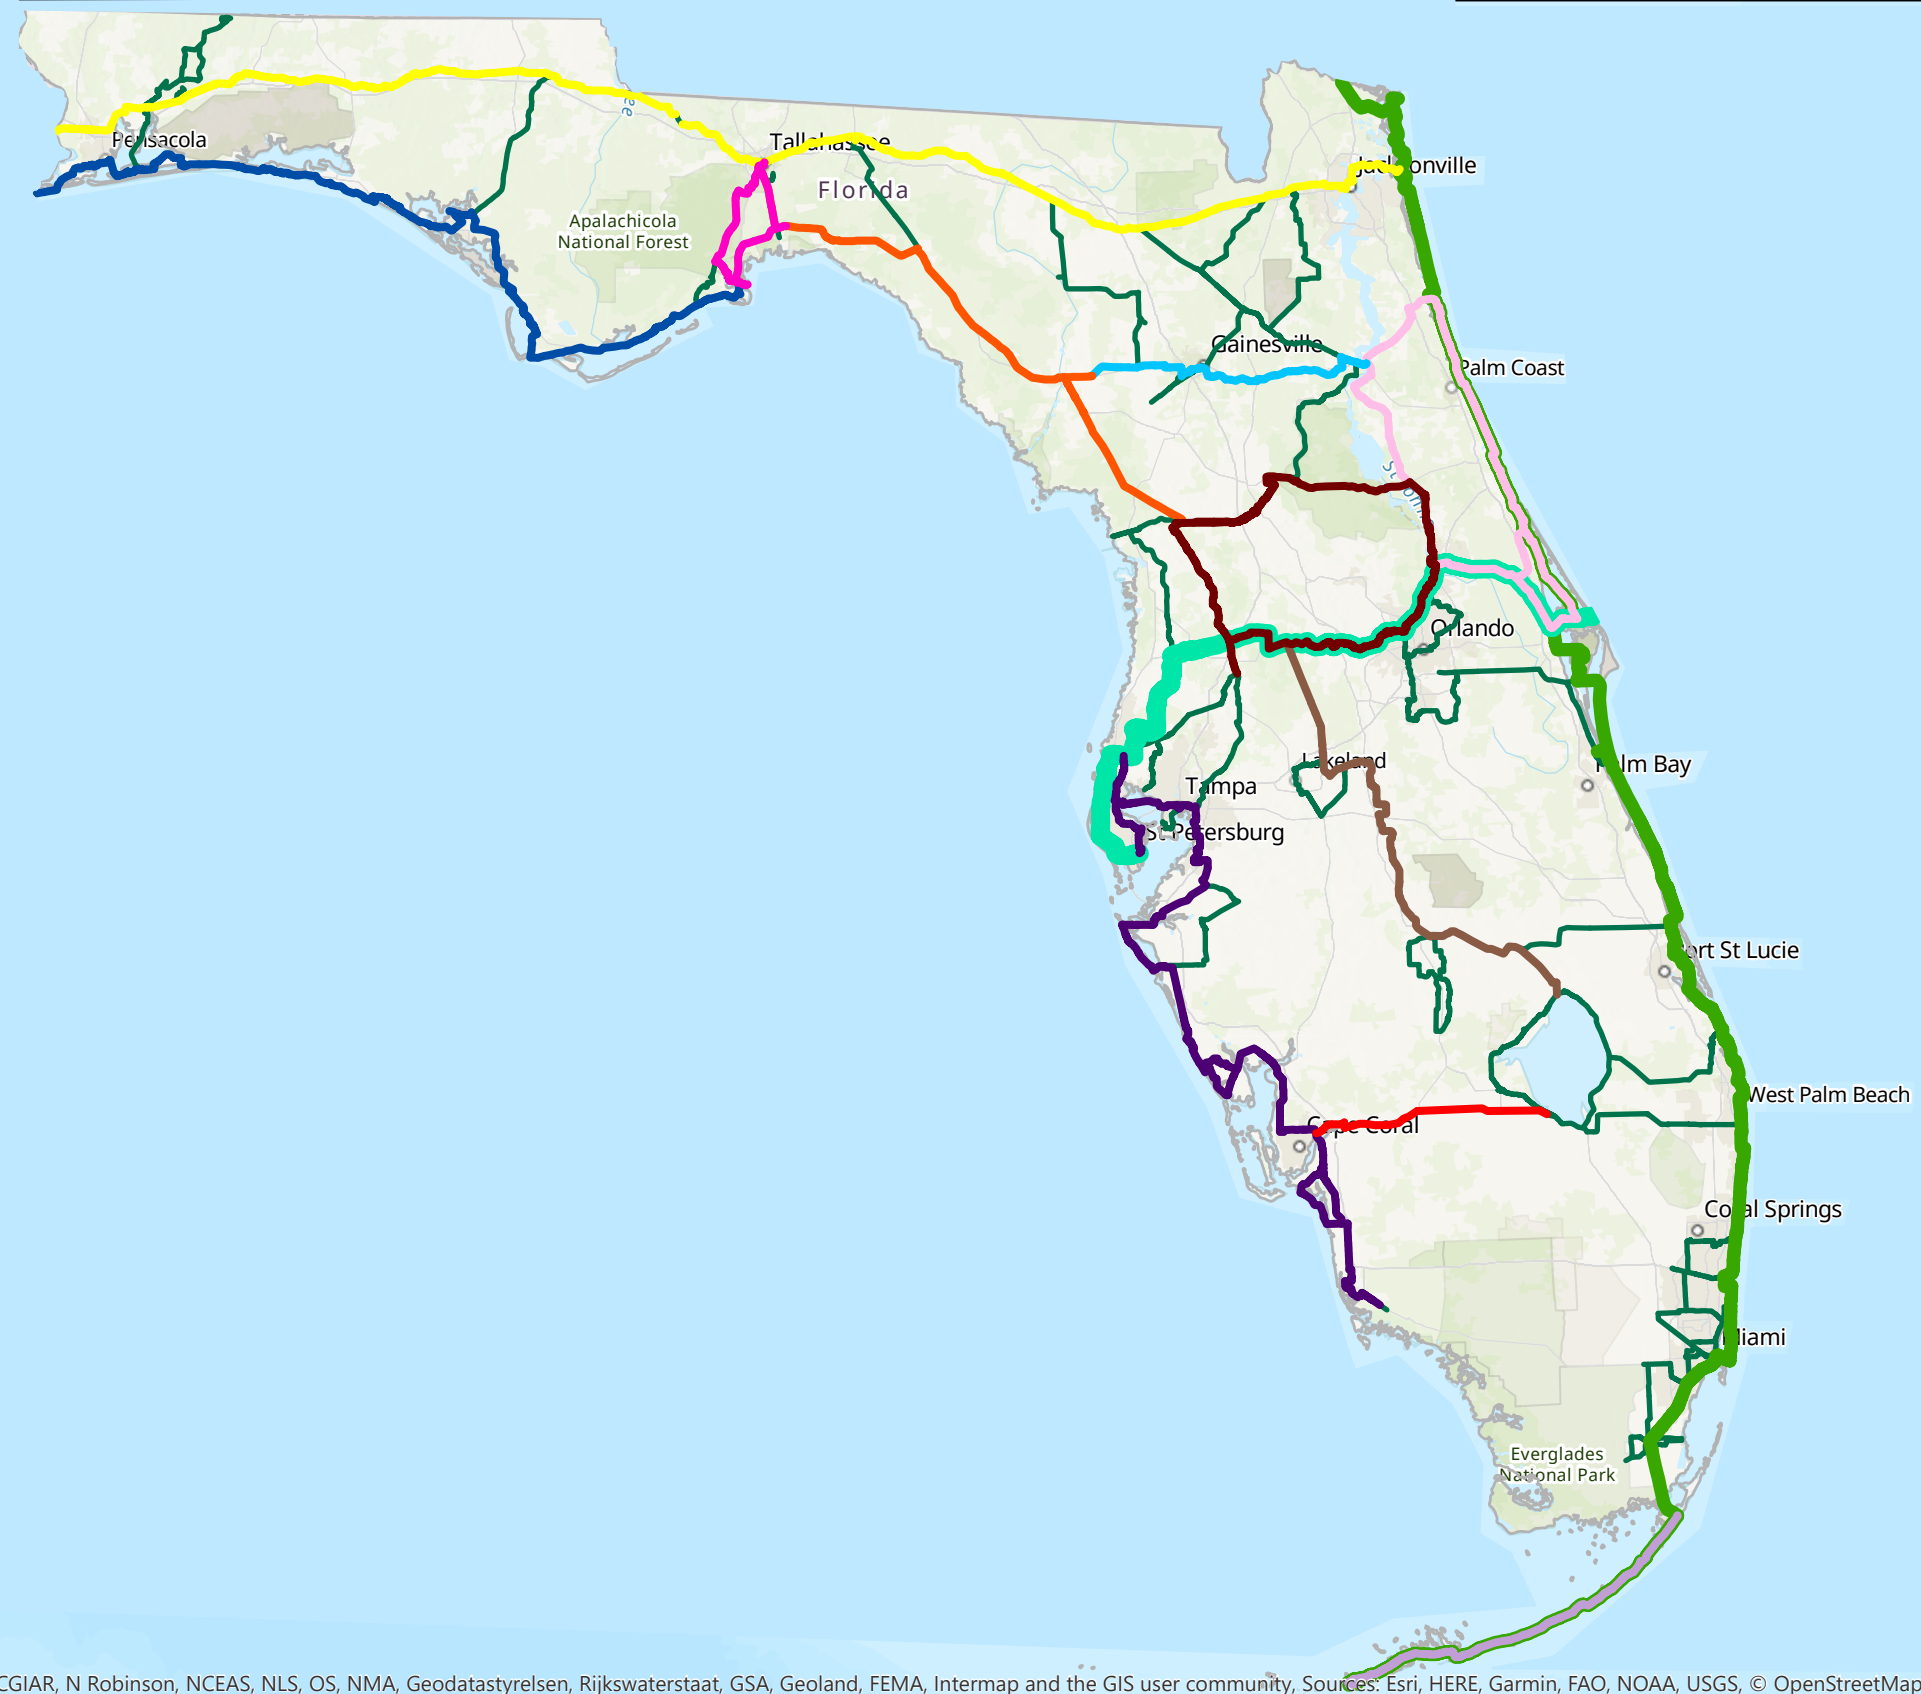 Pensacola
Tallahassee
Florida
Jacksonville
Apalachicola
National Forest
Gainesville
Palm Coast
Orlando
Lakeland
Palm Bay
Tampa
St Petersburg
Port St Lucie
West Palm Beach
Cape Coral
Coral Springs
Miami
Everglades
National Park
CGIAR, N Robinson, NCEAS, NLS, OS, NMA, Geodatastyrelsen, Rijkswaterstaat, GSA, Geoland, FEMA, Intermap and the GIS user community, Sources: Esri, HERE, Garmin, FAO, NOAA, USGS, © OpenStreetMap